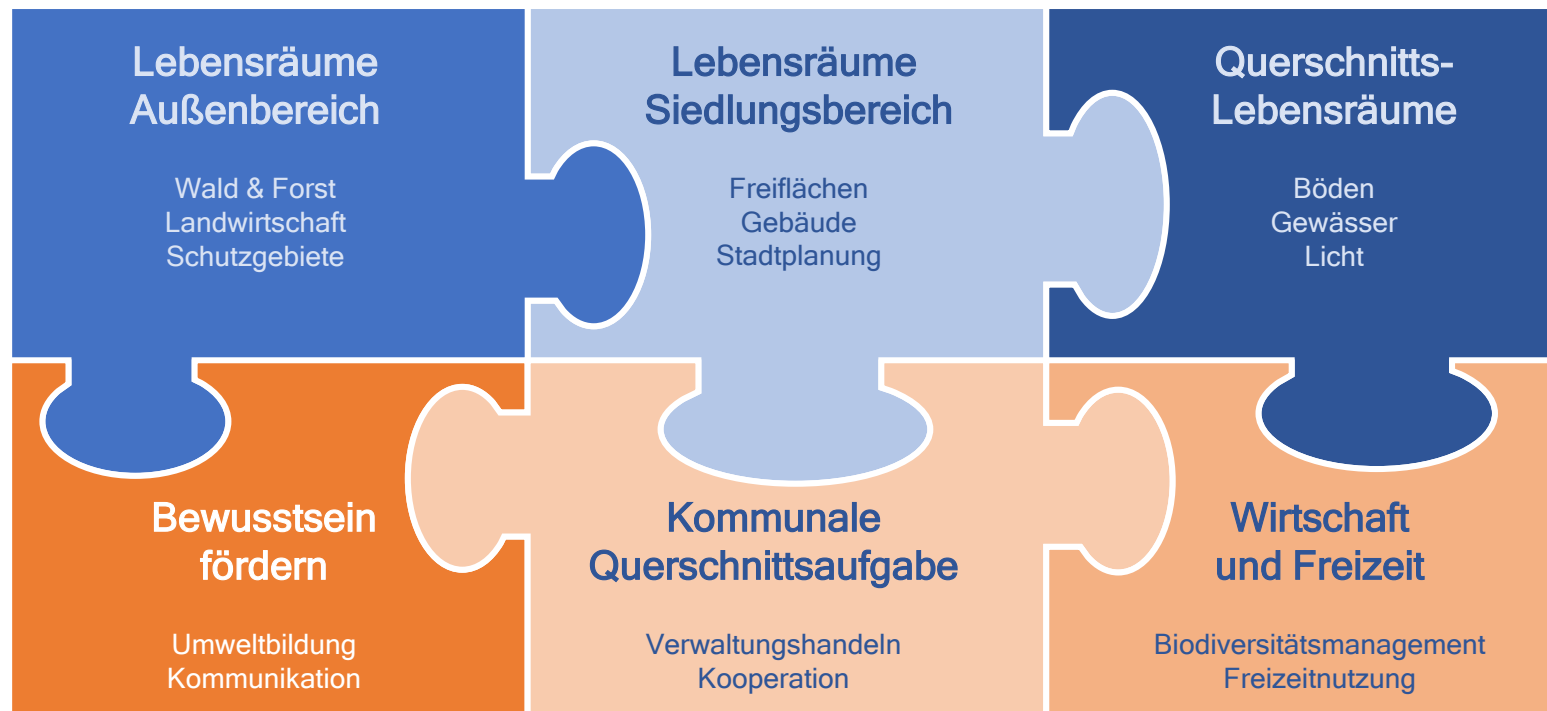 Lebensräume
Außenbereich
Wald & Forst
Landwirtschaft
Schutzgebiete
Lebensräume
Siedlungsbereich
Freiflächen
Gebäude
Stadtplanung
Querschnitts-
Lebensräume
Böden
Gewässer
Licht
Bewusstsein
fördern
Umweltbildung
Kommunikation
Kommunale
Querschnittsaufgabe
Verwaltungshandeln
Kooperation
Wirtschaft
und Freizeit
Biodiversitätsmanagement
Freizeitnutzung